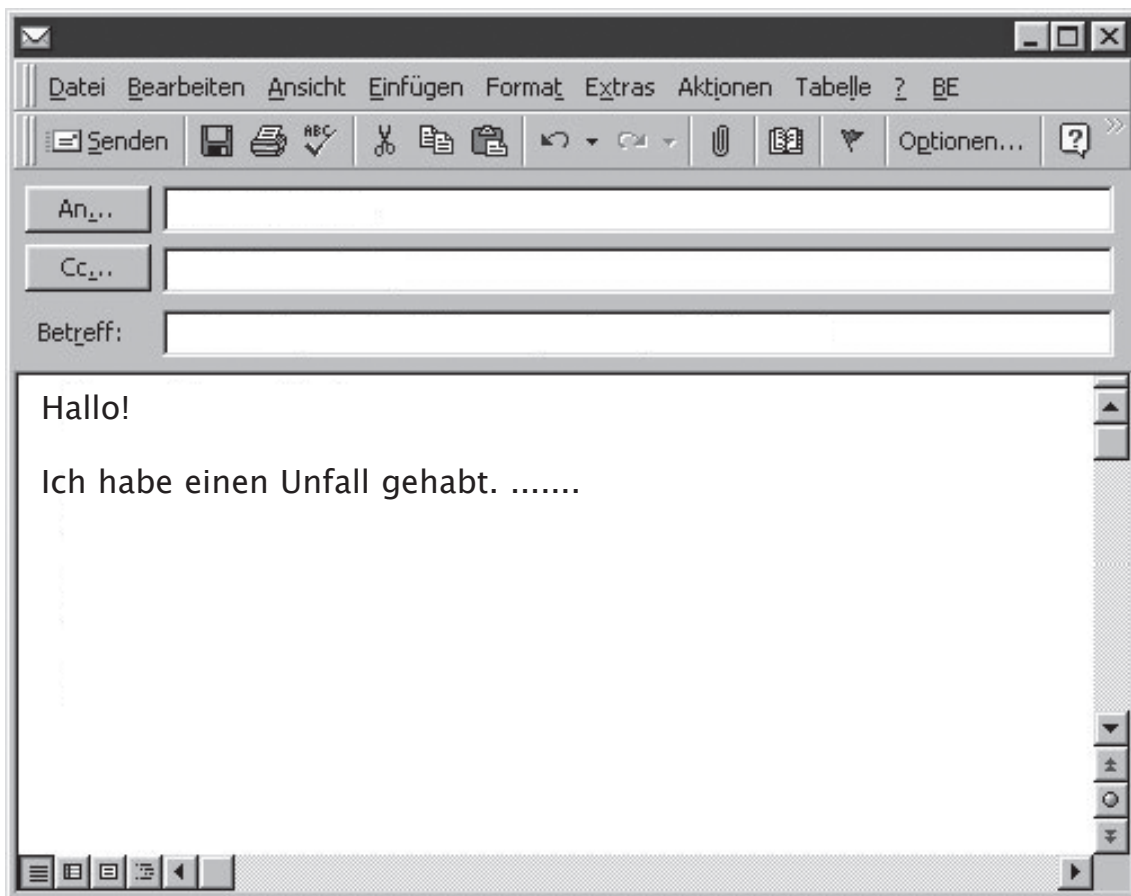 Datei Bearbeiten Ansicht Einfügen Format Extras Aktionen Tabelle ? BE
Senden ABC Optionen... ?
An...
Cc...
Betreff:
Hallo!
Ich habe einen Unfall gehabt. .......